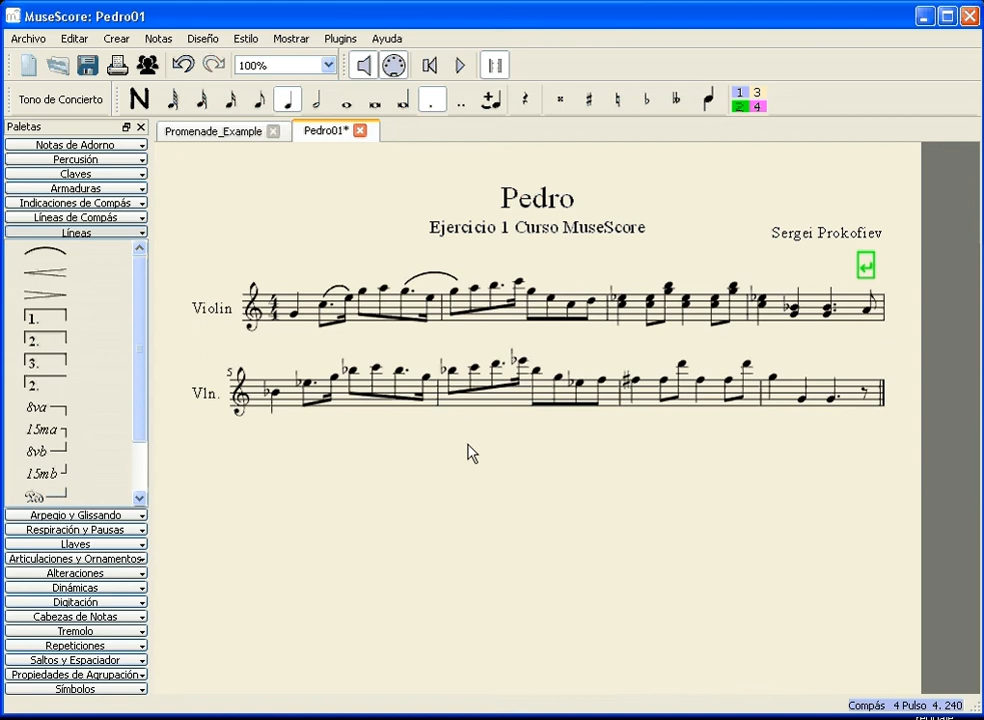 MuseScore: Pedro01
Archivo Editar Crear Notas Diseño Estilo Mostrar Plugins Ayuda
100%
Tono de Concierto N 1 3
2 4
Paletas
Promenade_Example Pedro01*
Notas de Adorno
Percusión
Claves
Armaduras
Indicaciones de Compás
Líneas de Compás
Líneas
1.
2.
3.
2.
8va
15ma
8vb
15mb
Arpegio y Glissando
Respiración y Pausas
Llaves
Articulaciones y Ornamentos
Alteraciones
Dinámicas
Digitación
Cabezas de Notas
Tremolo
Repeticiones
Saltos y Espaciador
Propiedades de Agrupación
Símbolos
Pedro
Ejercicio 1 Curso MuseScore
Sergei Prokofiev
Violin
4
4
5
Vln.
Compás 4 Pulso 4. 240